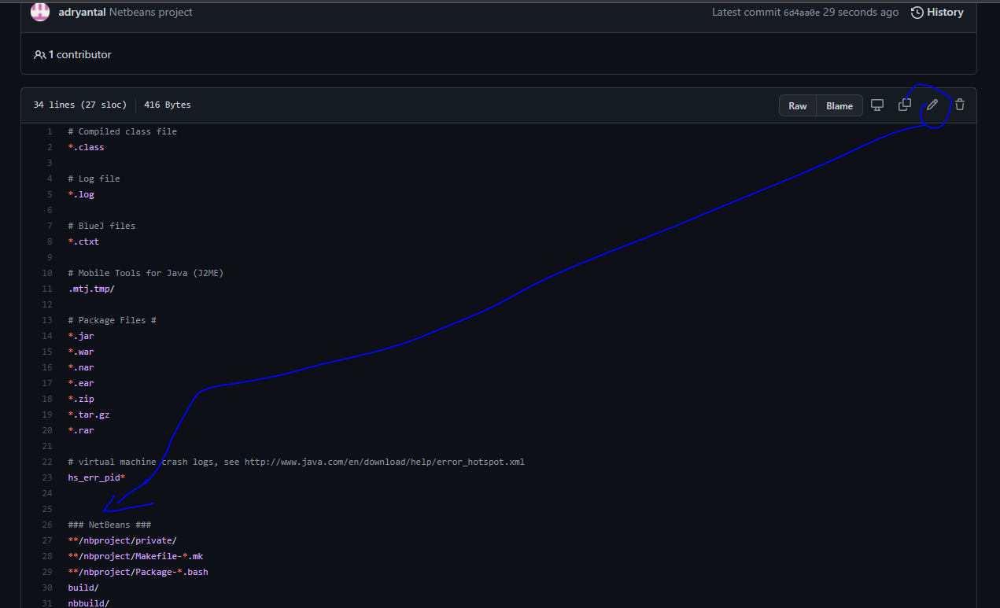 adryantal Netbeans project Latest commit 6d4aa0e 29 seconds ago History
1 contributor
34 lines (27 sloc) 416 Bytes Raw Blame
1 # Compiled class file
2 *.class
3
4 # Log file
5 *.log
6
7 # BlueJ files
8 *.ctxt
9
10 # Mobile Tools for Java (J2ME)
11 .mtj.tmp/
12
13 # Package Files #
14 *.jar
15 *.war
16 *.nar
17 *.ear
18 *.zip
19 *.tar.gz
20 *.rar
21
22 # virtual machine crash logs, see http://www.java.com/en/download/help/error_hotspot.xml
23 hs_err_pid*
24
25
26 ### NetBeans ###
27 **/nbproject/private/
28 **/nbproject/Makefile-*.mk
29 **/nbproject/Package-*.bash
30 build/
31 nbbuild/